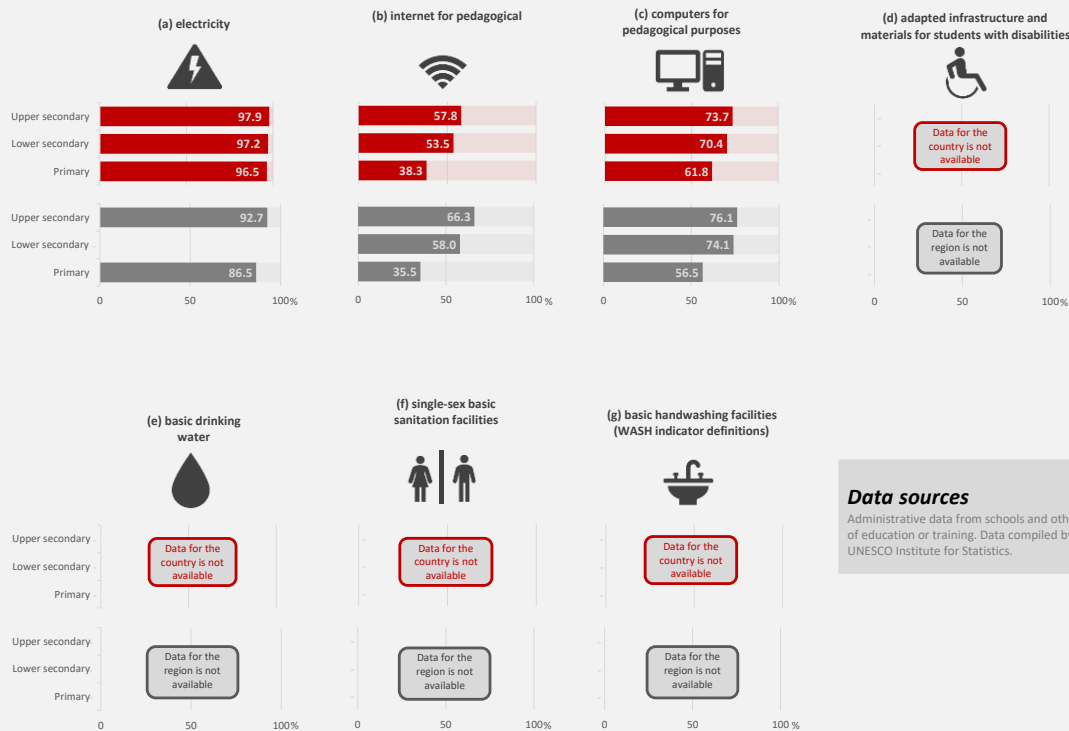 (a) electricity
(b) internet for pedagogical
(c) computers for
pedagogical purposes
(d) adapted infrastructure and
materials for students with disabilities
Upper secondary
Lower secondary
Primary
97.9
97.2
96.5
57.8
53.5
38.3
73.7
70.4
61.8
Data for the
country is not
available
Upper secondary
Lower secondary
Primary
92.7
86.5
66.3
58.0
35.5
76.1
74.1
56.5
Data for the
region is not
available
0 50 100%
0 50 100%
0 50 100%
0 50 100%
(e) basic drinking
water
(f) single-sex basic
sanitation facilities
(g) basic handwashing facilities
(WASH indicator definitions)
Upper secondary
Lower secondary
Primary
Data for the
country is not
available
Data for the
country is not
available
Data for the
country is not
available
Upper secondary
Lower secondary
Primary
Data for the
region is not
available
Data for the
region is not
available
Data for the
region is not
available
0 50 100%
0 50 100%
0 50 100%
Data sources
Administrative data from schools and oth
of education or training. Data compiled by
UNESCO Institute for Statistics.